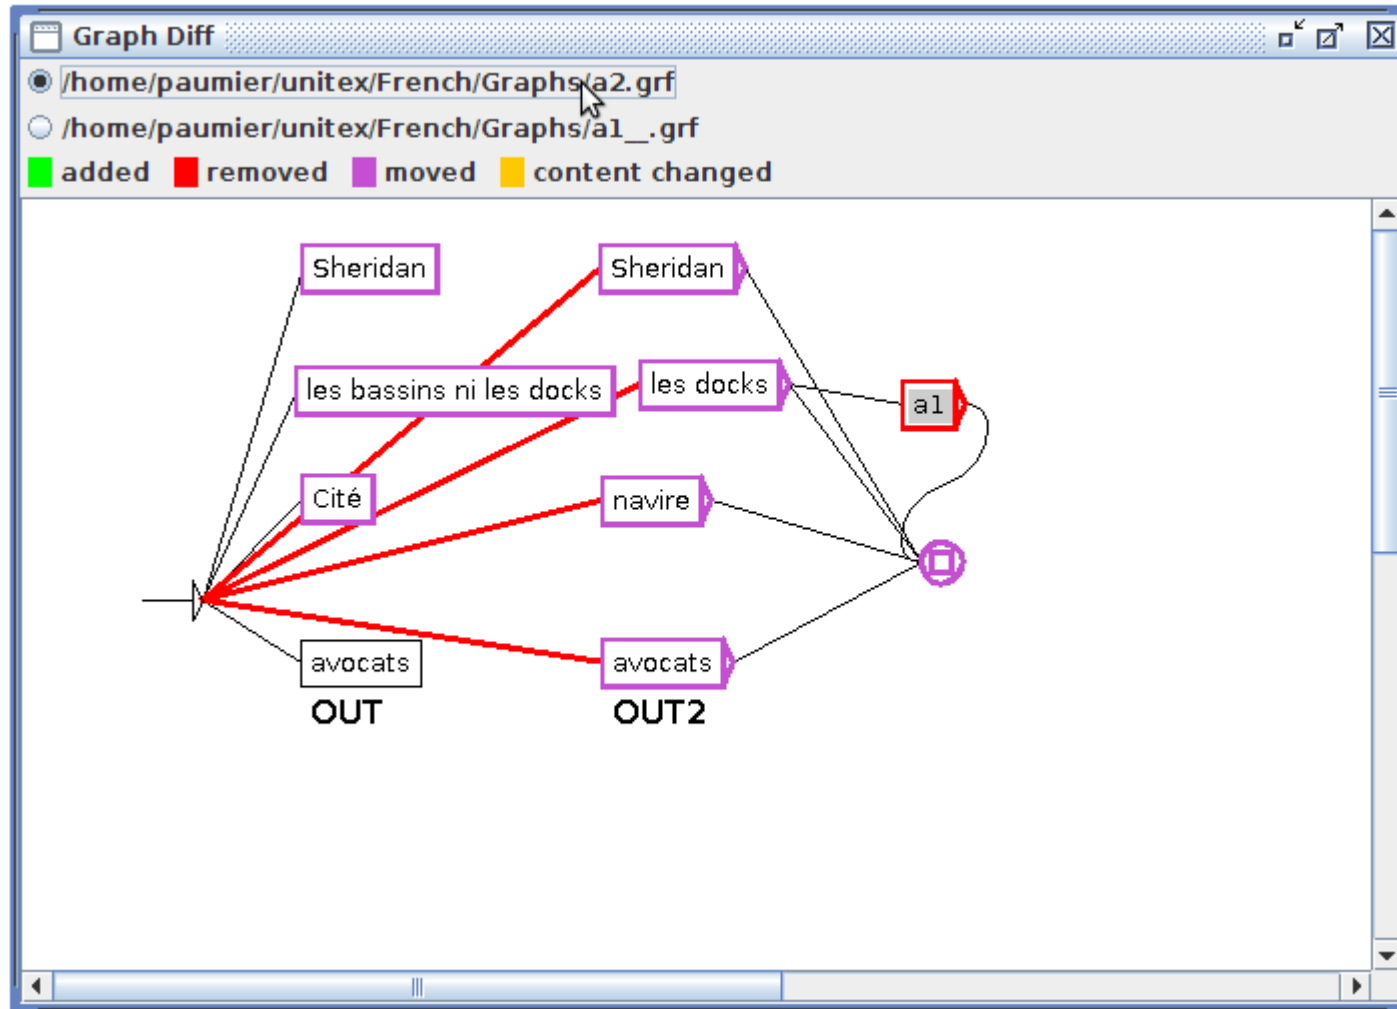 Graph Diff
/home/paumier/unitex/French/Graphs/a2.grf
/home/paumier/unitex/French/Graphs/a1__.grf
added removed moved content changed
Sheridan Sheridan
les bassins ni les docks les docks a1
Cité navire
avocats avocats
OUT OUT2